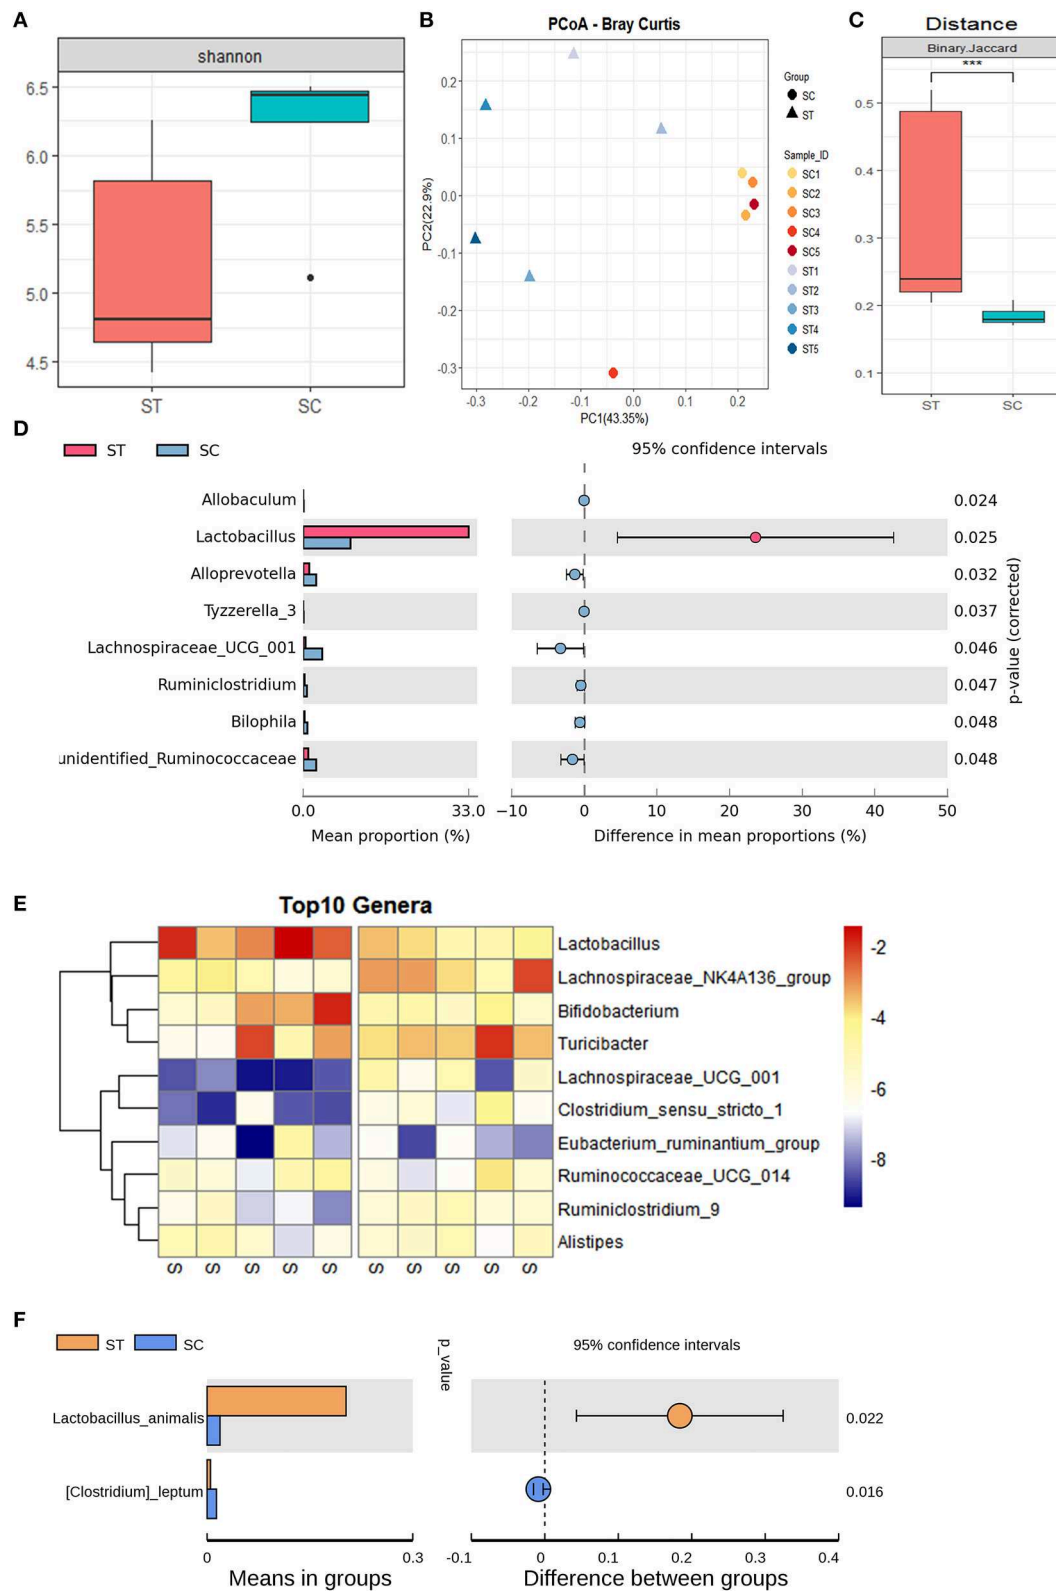 A
shannon
6.5
6.0
5.5
5.0
4.5
ST SC
B
PCoA - Bray Curtis
PC2(22.9%)
0.2
0.1
0.0
-0.1
-0.2
-0.3
-0.3 -0.2 -0.1 0.0 0.1 0.2
PC1(43.35%)
Group
SC
ST
Sample_ID
SC1
SC2
SC3
SC4
SC5
ST1
ST2
ST3
ST4
ST5
C
Distance
Binary.Jaccard
***
0.5
0.4
0.3
0.2
0.1
ST SC
D
ST SC
95% confidence intervals
Allobaculum 0.024
Lactobacillus 0.025
Alloprevotella 0.032
Tyzzerella_3 0.037
Lachnospiraceae_UCG_001 0.046
Ruminiclostridium 0.047
Bilophila 0.048
unidentified_Ruminococcaceae 0.048
p-value (corrected)
0.0 33.0 −10 0 10 20 30 40 50
Mean proportion (%) Difference in mean proportions (%)
E
Top10 Genera
Lactobacillus
Lachnospiraceae_NK4A136_group
Bifidobacterium
Turicibacter
Lachnospiraceae_UCG_001
Clostridium_sensu_stricto_1
Eubacterium_ruminantium_group
Ruminococcaceae_UCG_014
Ruminiclostridium_9
Alistipes
S S S S S S S S S S
-2
-4
-6
-8
F
ST SC
p_value
95% confidence intervals
Lactobacillus_animalis 0.022
[Clostridium]_leptum 0.016
0 0.3 -0.1 0 0.1 0.2 0.3 0.4
Means in groups Difference between groups